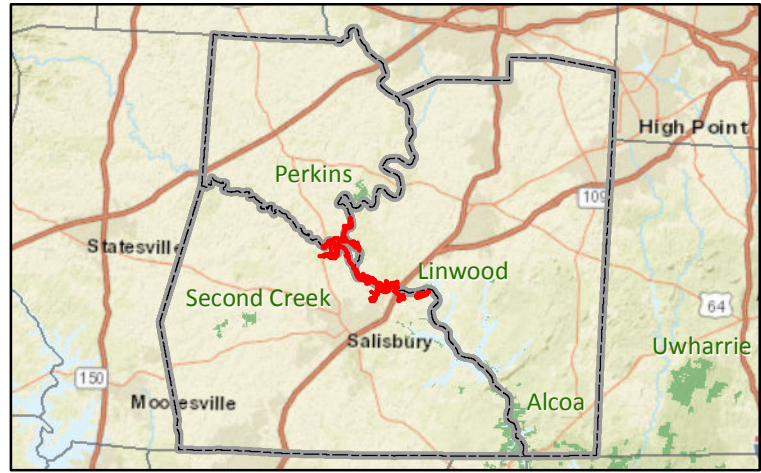 High Point
Perkins
109
Statesville
Linwood
Second Creek
64
Salisbury
Uwharrie
150
Mooresville
Alcoa